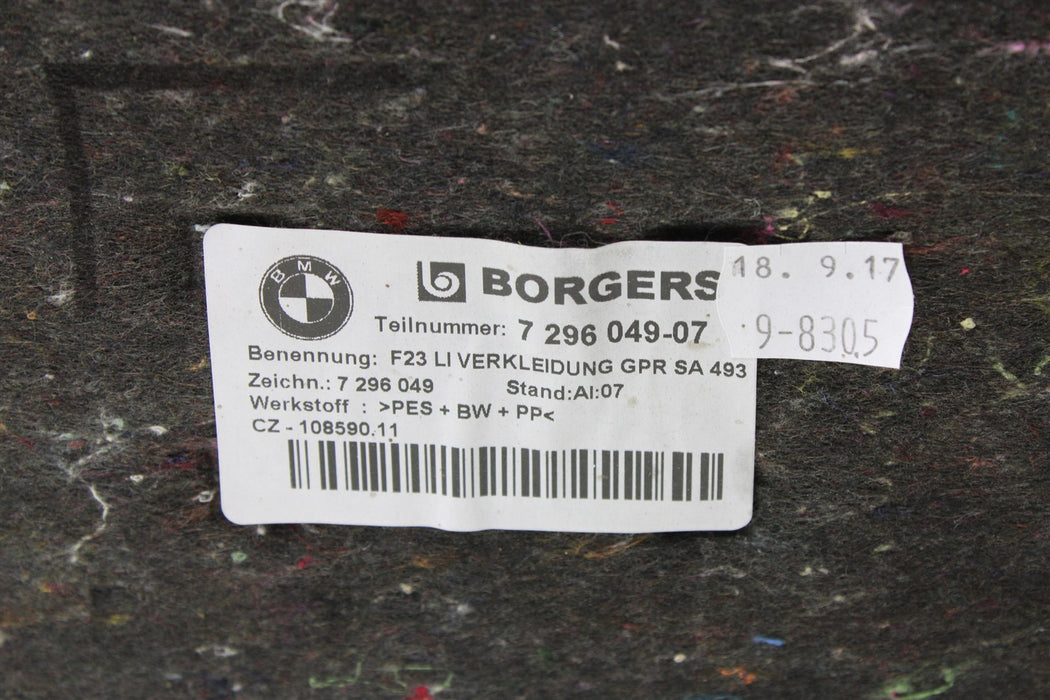 BMW
BORGERS
18. 9.17
Teilnummer: 7 296 049-07
9-8305
Benennung: F23 LI VERKLEIDUNG GPR SA 493
Zeichn.: 7 296 049 Stand:AI:07
Werkstoff : >PES + BW + PP<
CZ - 108590.11